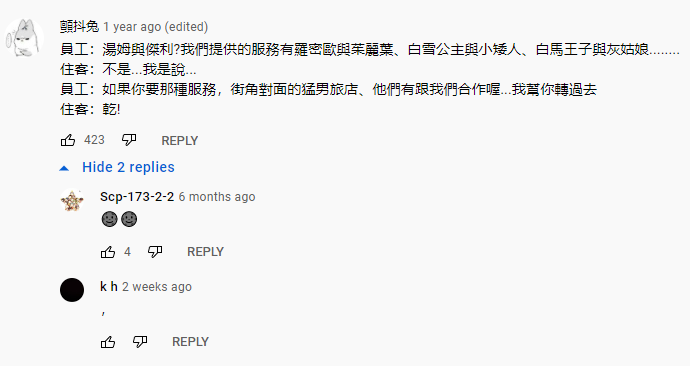 顫抖兔 1 year ago (edited)
員工：湯姆與傑利?我們提供的服務有羅密歐與茱麗葉、白雪公主與小矮人、白馬王子與灰姑娘........
住客：不是...我是說...
員工：如果你要那種服務，街角對面的猛男旅店、他們有跟我們合作喔...我幫你轉過去
住客：乾!
423 REPLY
Hide 2 replies
Scp-173-2-2 6 months ago
🌚🌚
4 REPLY
k h 2 weeks ago
，
REPLY